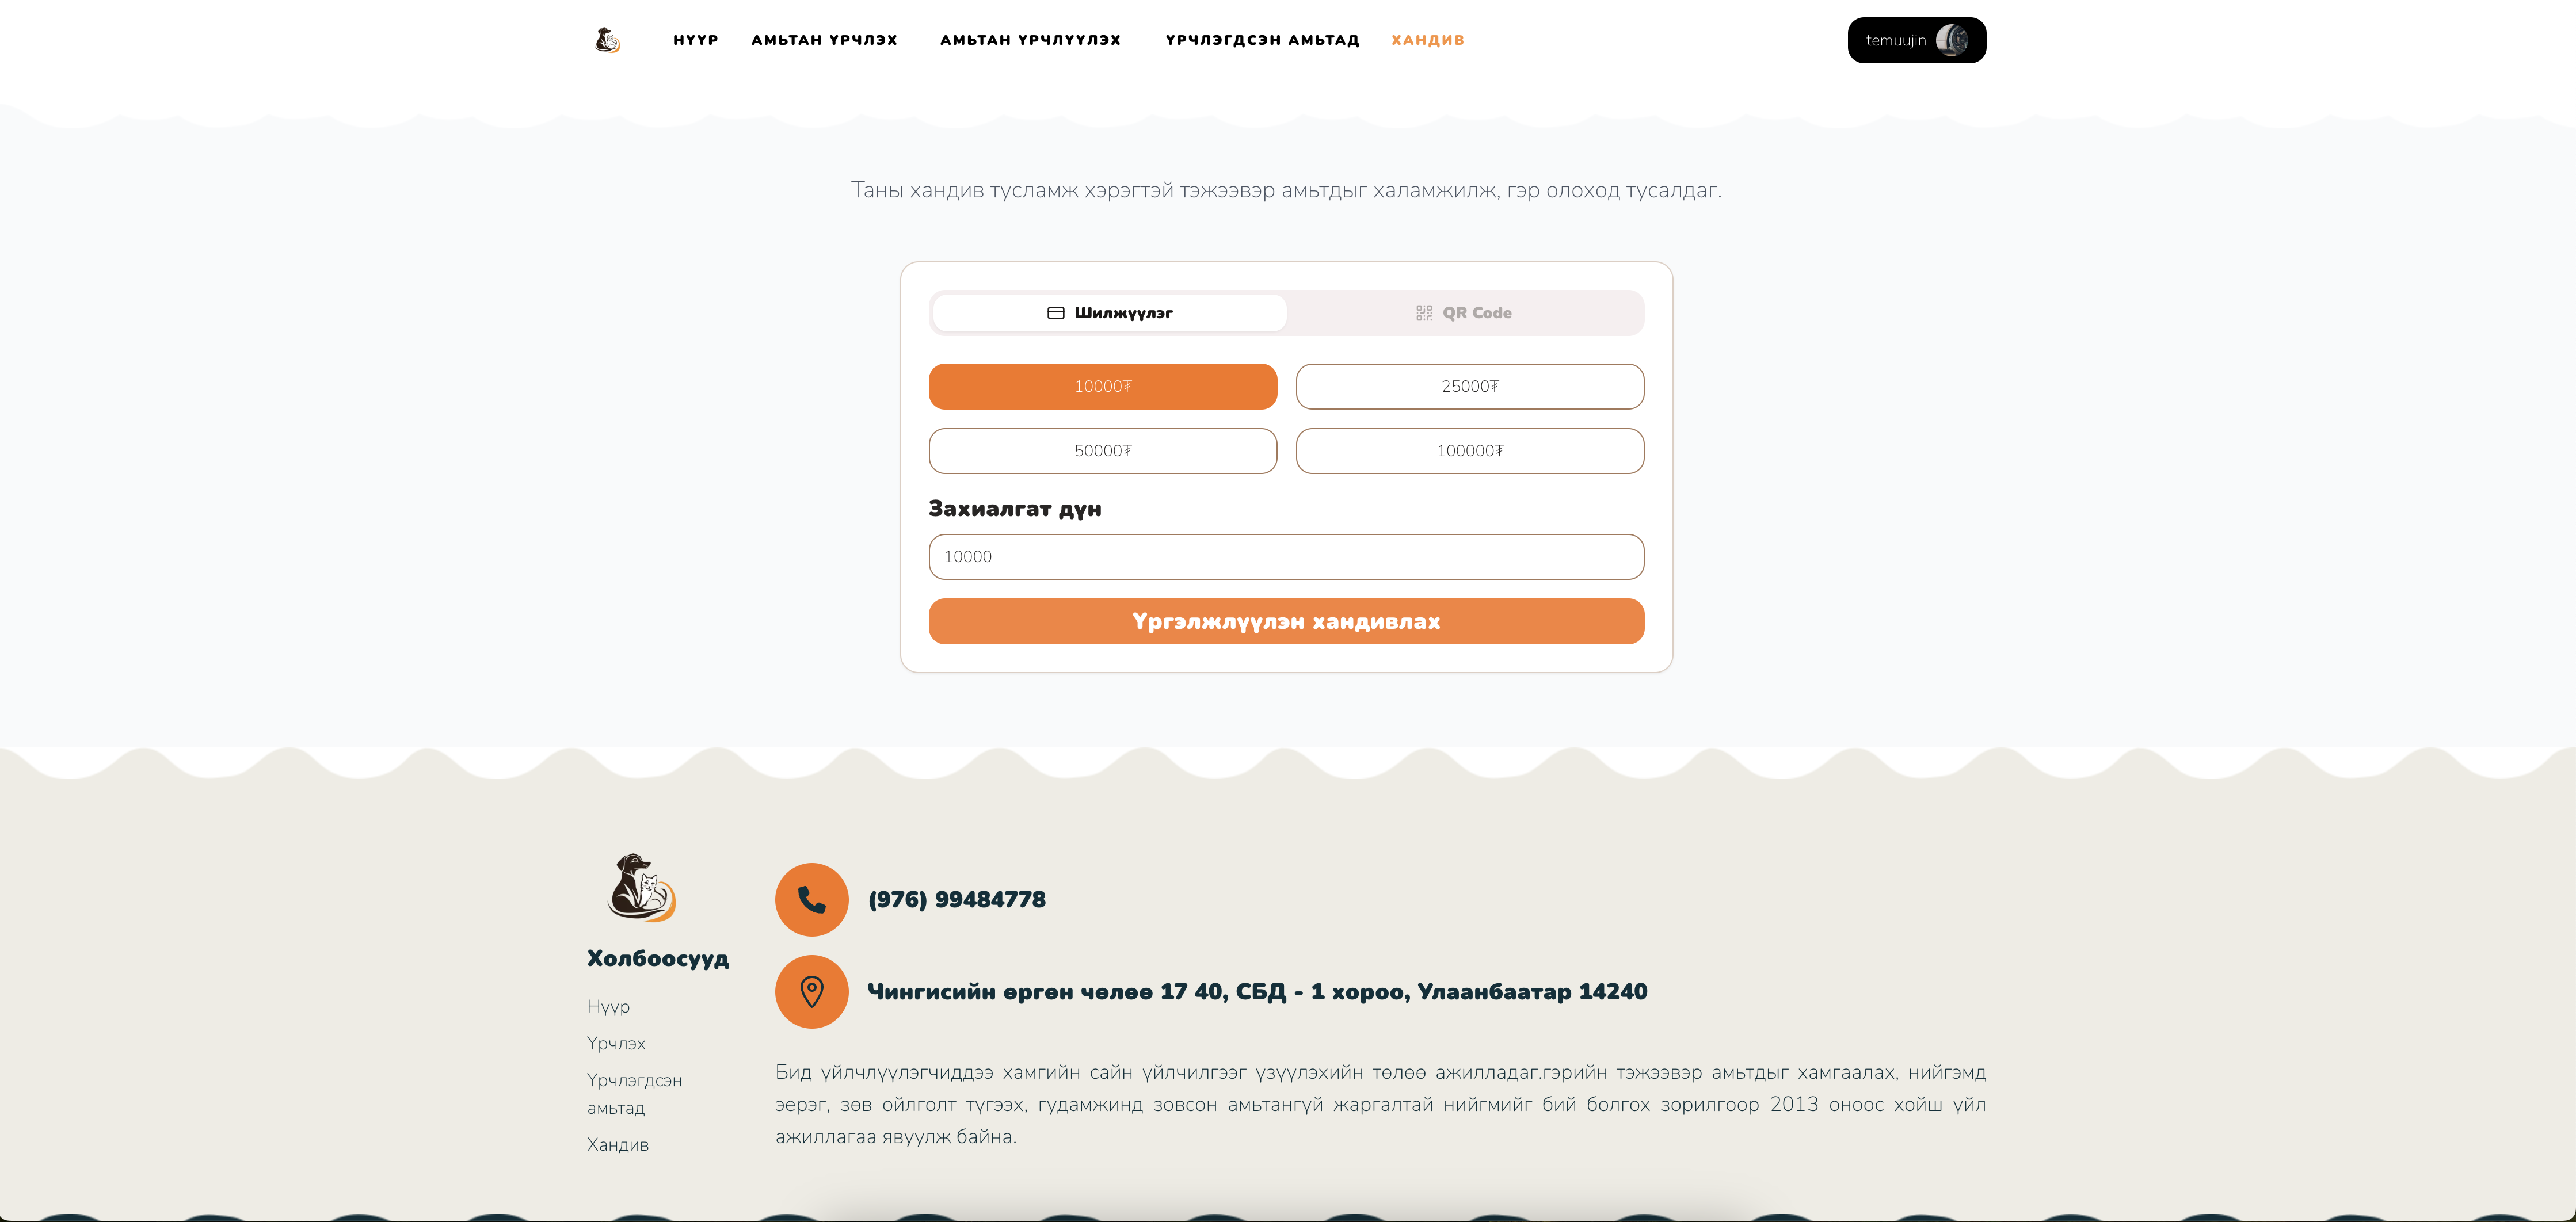 НҮҮР
АМЬТАН ҮРЧЛЭХ
АМЬТАН ҮРЧЛҮҮЛЭХ
ҮРЧЛЭГДСЭН АМЬТАД
ХАНДИВ
temuujin
Таны хандив тусламж хэрэгтэй тэжээвэр амьтдыг халамжилж, гэр олоход тусалдаг.
Шилжүүлэг
QR Code
10000₮
25000₮
50000₮
100000₮
Захиалгат дүн
10000
Үргэлжлүүлэн хандивлах
(976) 99484778
Чингисийн өргөн чөлөө 17 40, СБД - 1 хороо, Улаанбаатар 14240
Холбоосууд
Нүүр
Үрчлэх
Үрчлэгдсэн
амьтад
Хандив
Бид үйлчлүүлэгчиддээ хамгийн сайн үйлчилгээг үзүүлэхийн төлөө ажилладаг.гэрийн тэжээвэр амьтдыг хамгаалах, нийгэмд
эерэг, зөв ойлголт түгээх, гудамжинд зовсон амьтангүй жаргалтай нийгмийг бий болгох зорилгоор 2013 оноос хойш үйл
ажиллагаа явуулж байна.